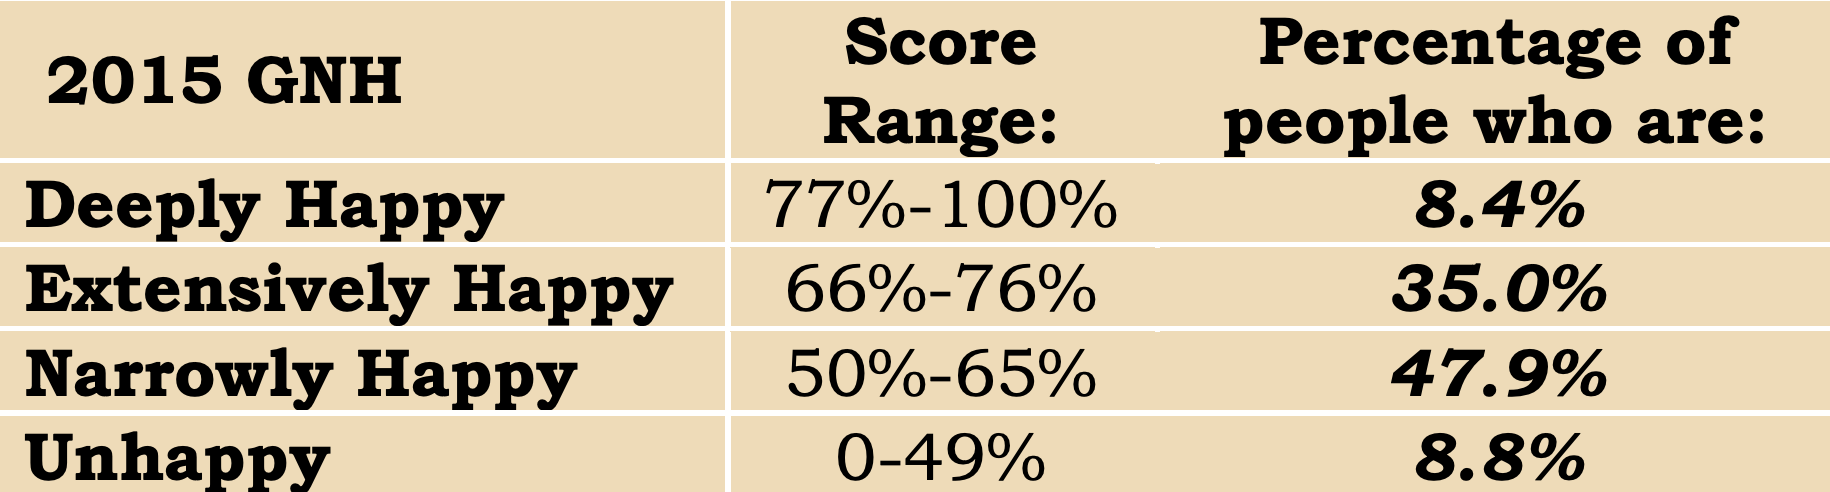 2015 GNH Score Range: Percentage of people who are:
Deeply Happy 77%-100% 8.4%
Extensively Happy 66%-76% 35.0%
Narrowly Happy 50%-65% 47.9%
Unhappy 0-49% 8.8%